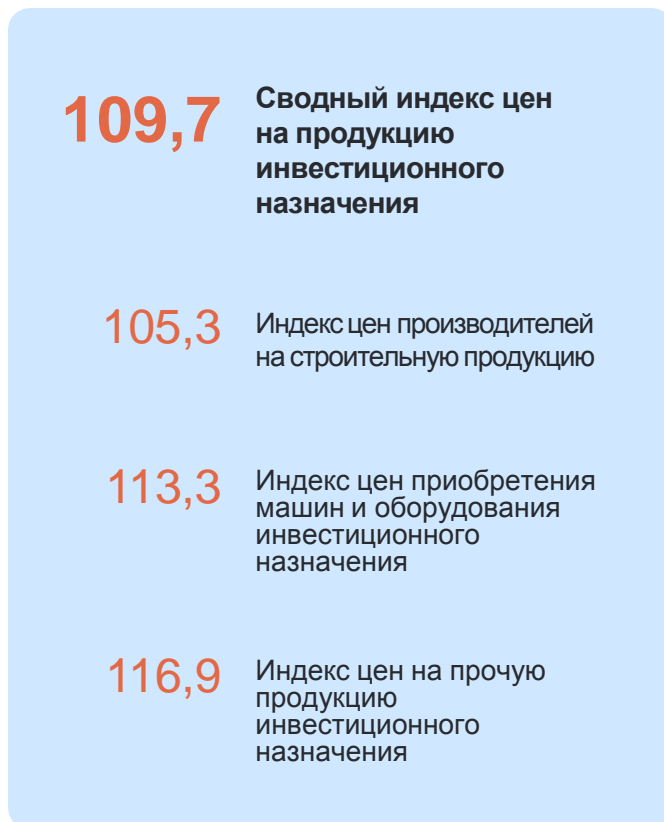 109,7
Сводный индекс цен
на продукцию
инвестиционного
назначения
105,3
Индекс цен производителей
на строительную продукцию
113,3
Индекс цен приобретения
машин и оборудования
инвестиционного
назначения
116,9
Индекс цен на прочую
продукцию
инвестиционного
назначения